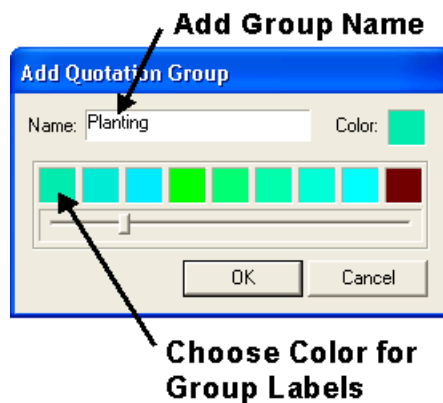 Add Group Name
Add Quotation Group
Name: Planting Color:
OK Cancel
Choose Color for
Group Labels